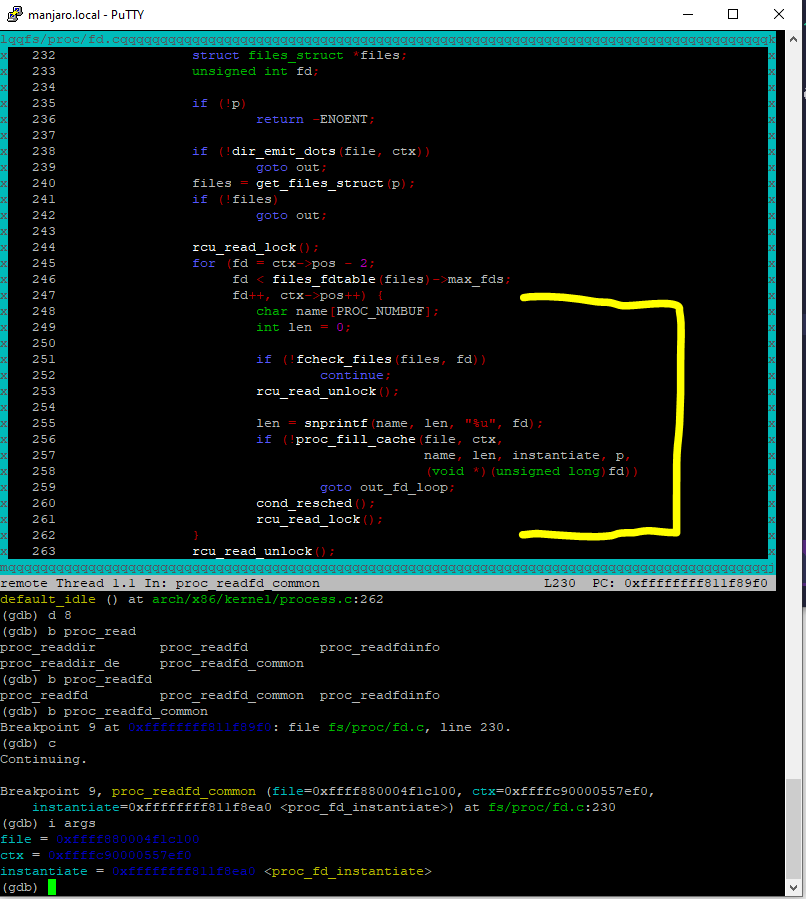 manjaro.local - PuTTY
lqqfs/proc/fd.cqqqqqqqqqqqqqqqqqqqqqqqqqqqqqqqqqqqqqqqqqqqqqqqqqqqqqqqqqqqqqqqqqqqqqqqqqqqqqqqqqk
x 232 struct files_struct *files; x
x 233 unsigned int fd; x
x 234 x
x 235 if (!p) x
x 236 return -ENOENT; x
x 237 x
x 238 if (!dir_emit_dots(file, ctx)) x
x 239 goto out; x
x 240 files = get_files_struct(p); x
x 241 if (!files) x
x 242 goto out; x
x 243 x
x 244 rcu_read_lock(); x
x 245 for (fd = ctx->pos - 2; x
x 246 fd < files_fdtable(files)->max_fds; x
x 247 fd++, ctx->pos++) { x
x 248 char name[PROC_NUMBUF]; x
x 249 int len = 0; x
x 250 x
x 251 if (!fcheck_files(files, fd)) x
x 252 continue; x
x 253 rcu_read_unlock(); x
x 254 x
x 255 len = snprintf(name, len, "%u", fd); x
x 256 if (!proc_fill_cache(file, ctx, x
x 257 name, len, instantiate, p, x
x 258 (void *)(unsigned long)fd)) x
x 259 goto out_fd_loop; x
x 260 cond_resched(); x
x 261 rcu_read_lock(); x
x 262 } x
x 263 rcu_read_unlock(); x
mqqqqqqqqqqqqqqqqqqqqqqqqqqqqqqqqqqqqqqqqqqqqqqqqqqqqqqqqqqqqqqqqqqqqqqqqqqqqqqqqqqqqqqqqqqqqqqqj
remote Thread 1.1 In: proc_readfd_common L230 PC: 0xffffffff811f89f0
default_idle () at arch/x86/kernel/process.c:262
(gdb) d 8
(gdb) b proc_read
proc_readdir proc_readfd proc_readfdinfo
proc_readdir_de proc_readfd_common
(gdb) b proc_readfd
proc_readfd proc_readfd_common proc_readfdinfo
(gdb) b proc_readfd_common
Breakpoint 9 at 0xffffffff811f89f0: file fs/proc/fd.c, line 230.
(gdb) c
Continuing.
Breakpoint 9, proc_readfd_common (file=0xffff880004f1c100, ctx=0xffffc90000557ef0,
instantiate=0xffffffff811f8ea0 <proc_fd_instantiate>) at fs/proc/fd.c:230
(gdb) i args
file = 0xffff880004f1c100
ctx = 0xffffc90000557ef0
instantiate = 0xffffffff811f8ea0 <proc_fd_instantiate>
(gdb)